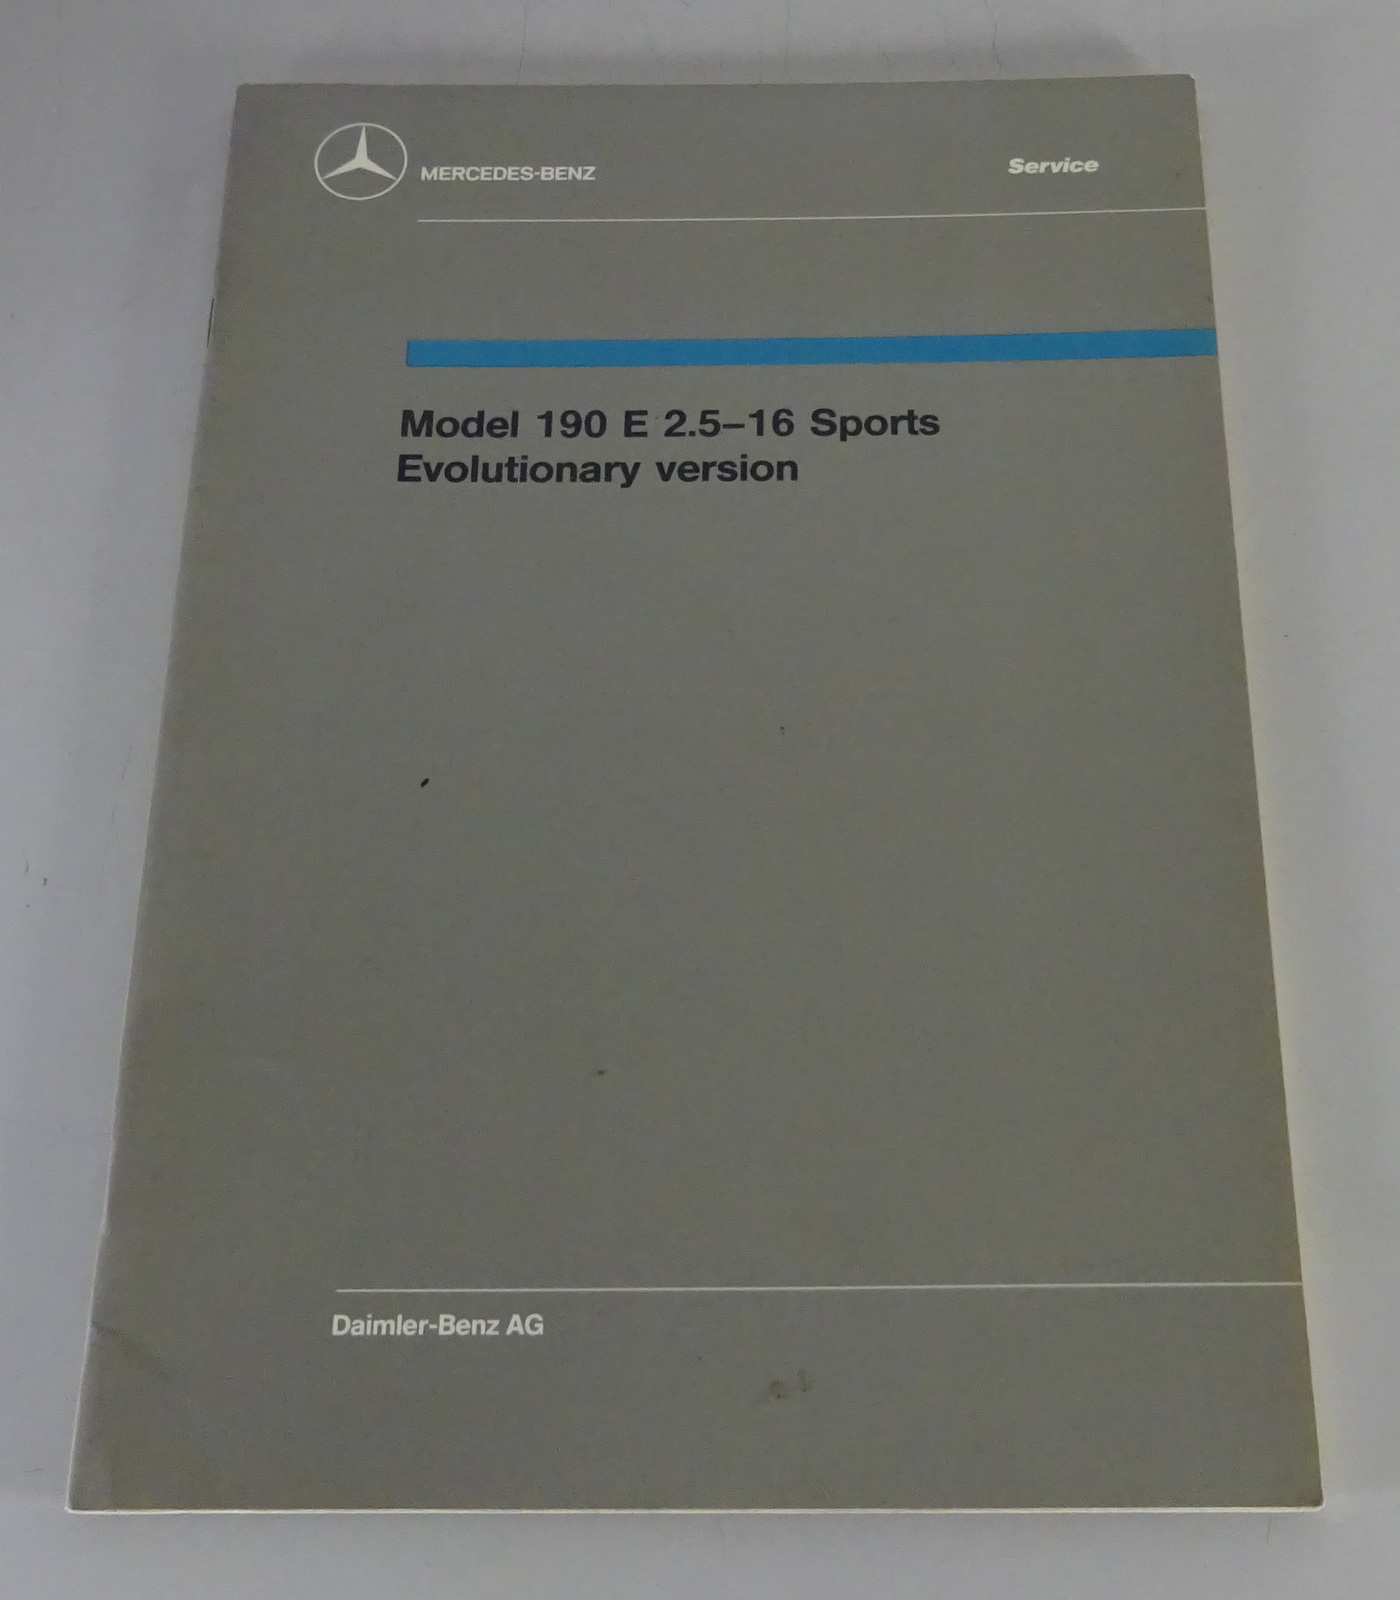 MERCEDES-BENZ
Service
Model 190 E 2.5–16 Sports
Evolutionary version
Daimler-Benz AG